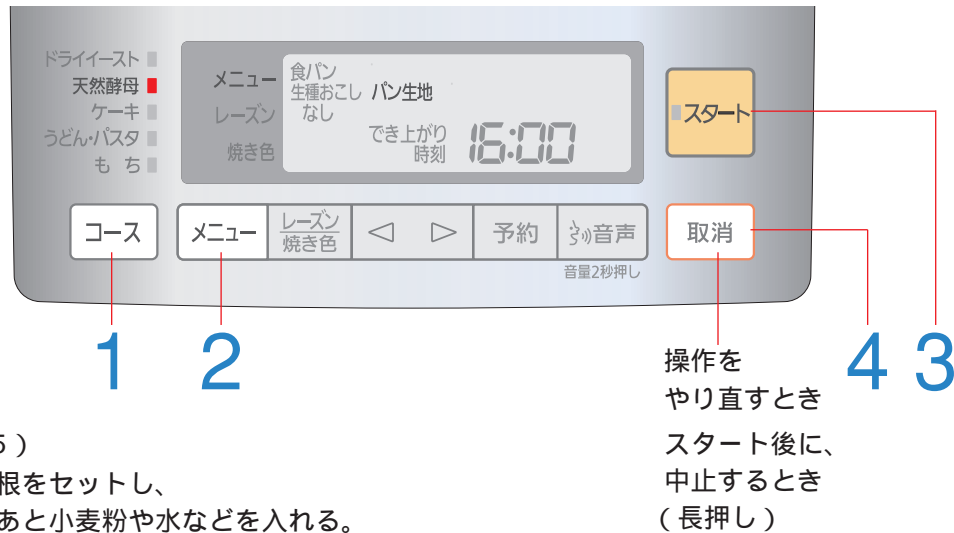 ドライイースト
天然酵母
ケーキ
うどん・パスタ
も ち
メニュー
レーズン
焼き色
食パン
生種おこし パン生地
なし
でき上がり
時刻
16:00
スタート
コース
メニュー
レーズン
焼き色
◁ ▷
予約
音声
取消
音量2秒押し
1
2
操作を
やり直すとき
4
3
スタート後に、
中止するとき
（長押し）
5）
根をセットし、
あと小麦粉や水などを入れる。